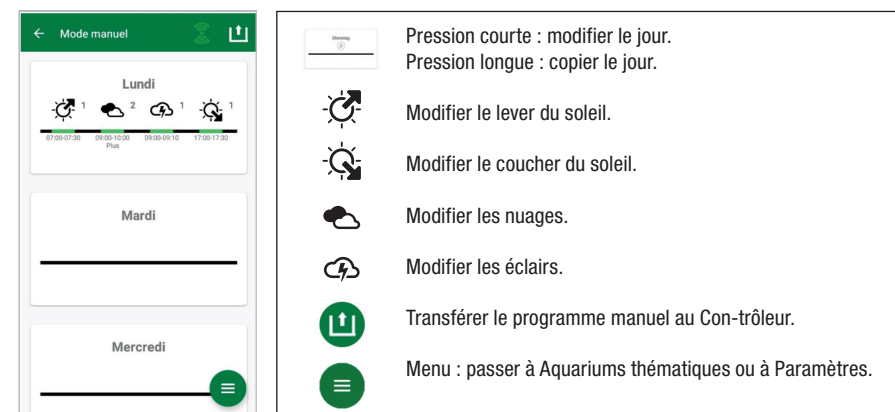 Mode manuel
Lundi
1 2 1 1
07:00-07:30 09:00-10:00 09:00-09:10 17:00-17:30
Plus
Mardi
Mercredi
Dienstag
Pression courte : modifier le jour.
Pression longue : copier le jour.
Modifier le lever du soleil.
Modifier le coucher du soleil.
Modifier les nuages.
Modifier les éclairs.
Transférer le programme manuel au Con-trôleur.
Menu : passer à Aquariums thématiques ou à Paramètres.